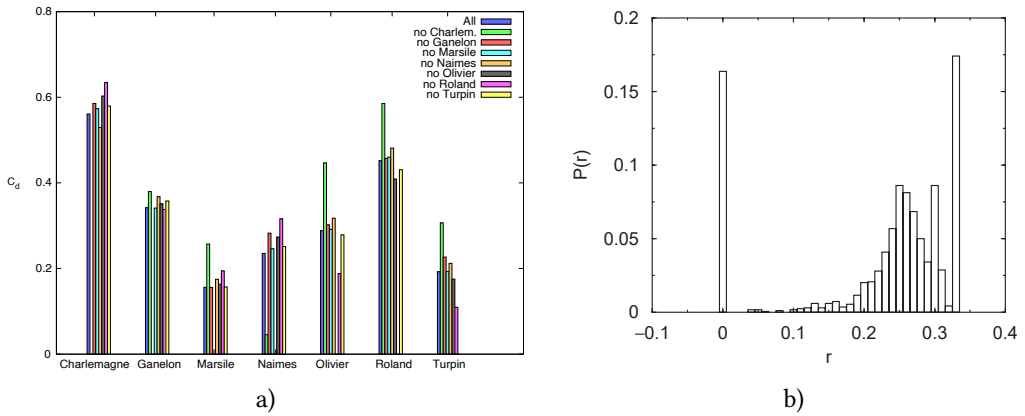 0.8
0.6
0.4
0.2
0
C_d
All
no Charlem.
no Ganelon
no Marsile
no Naimes
no Olivier
no Roland
no Turpin
Charlemagne Ganelon Marsile Naimes Olivier Roland Turpin
a)
0.2
0.15
0.1
0.05
0
P(r)
−0.1 0 0.1 0.2 0.3 0.4
r
b)